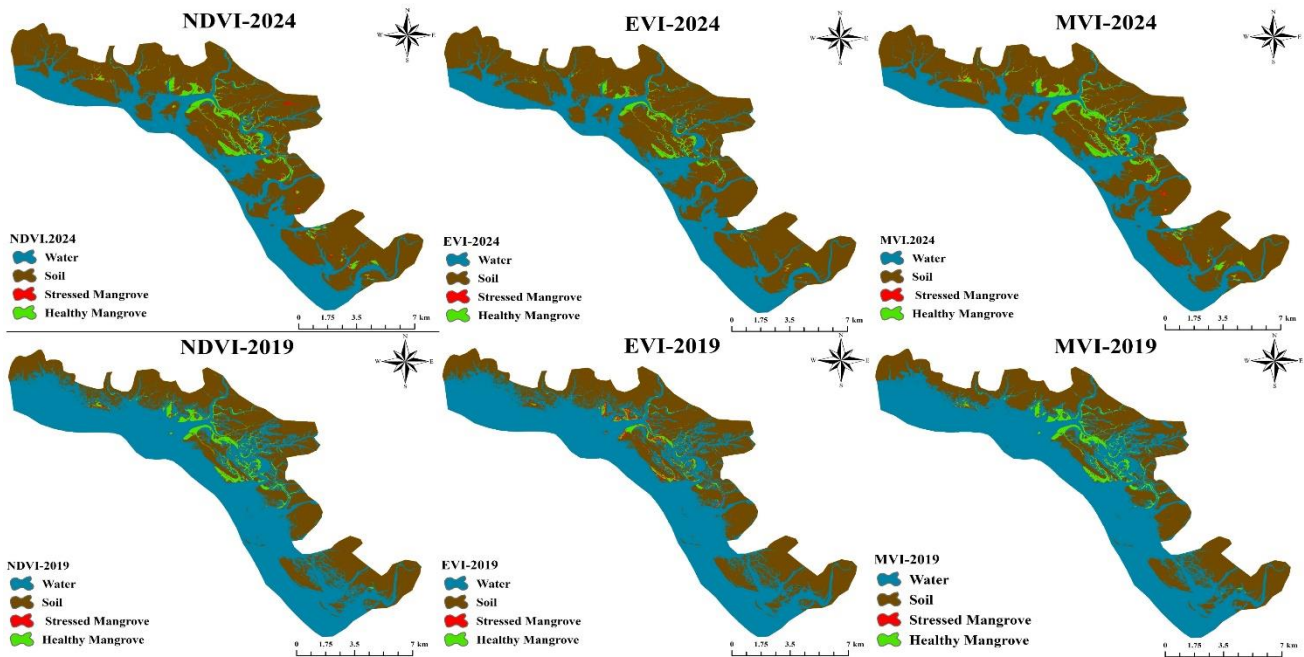 NDVI-2024
N
W E
S
NDVI.2024
Water
Soil
Stressed Mangrove
Healthy Mangrove
0 1.75 3.5 7 km
EVI-2024
N
W E
S
EVI-2024
Water
Soil
Stressed Mangrove
Healthy Mangrove
0 1.75 3.5 7 km
MVI-2024
N
W E
S
MVI.2024
Water
Soil
Stressed Mangrove
Healthy Mangrove
0 1.75 3.5 7 km
NDVI-2019
N
W E
S
NDVI-2019
Water
Soil
Stressed Mangrove
Healthy Mangrove
0 1.75 3.5 7 km
EVI-2019
N
W E
S
EVI-2019
Water
Soil
Stressed Mangrove
Healthy Mangrove
0 1.75 3.5 7 km
MVI-2019
N
W E
S
MVI-2019
Water
Soil
Stressed Mangrove
Healthy Mangrove
0 1.75 3.5 7 km